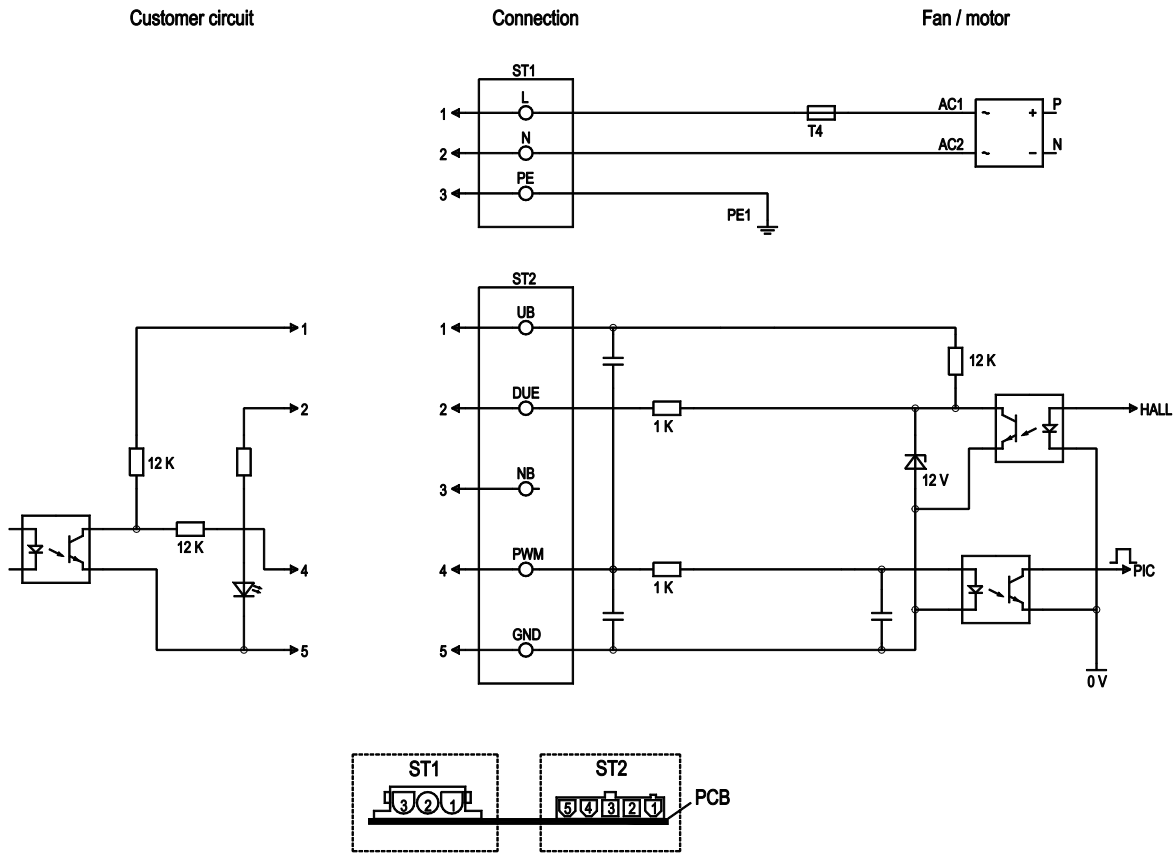 Customer circuit
Connection
Fan / motor
ST1
L
1
AC1
~
+
P
T4
N
2
AC2
~
−
N
PE
3
PE1
ST2
UB
1
1
12 K
DUE
2
2
HALL
1 K
12 K
NB
12 V
3
12 K
PWM
4
4
PIC
1 K
GND
5
5
0 V
ST1
ST2
PCB
3 2 1
5 4 3 2 1